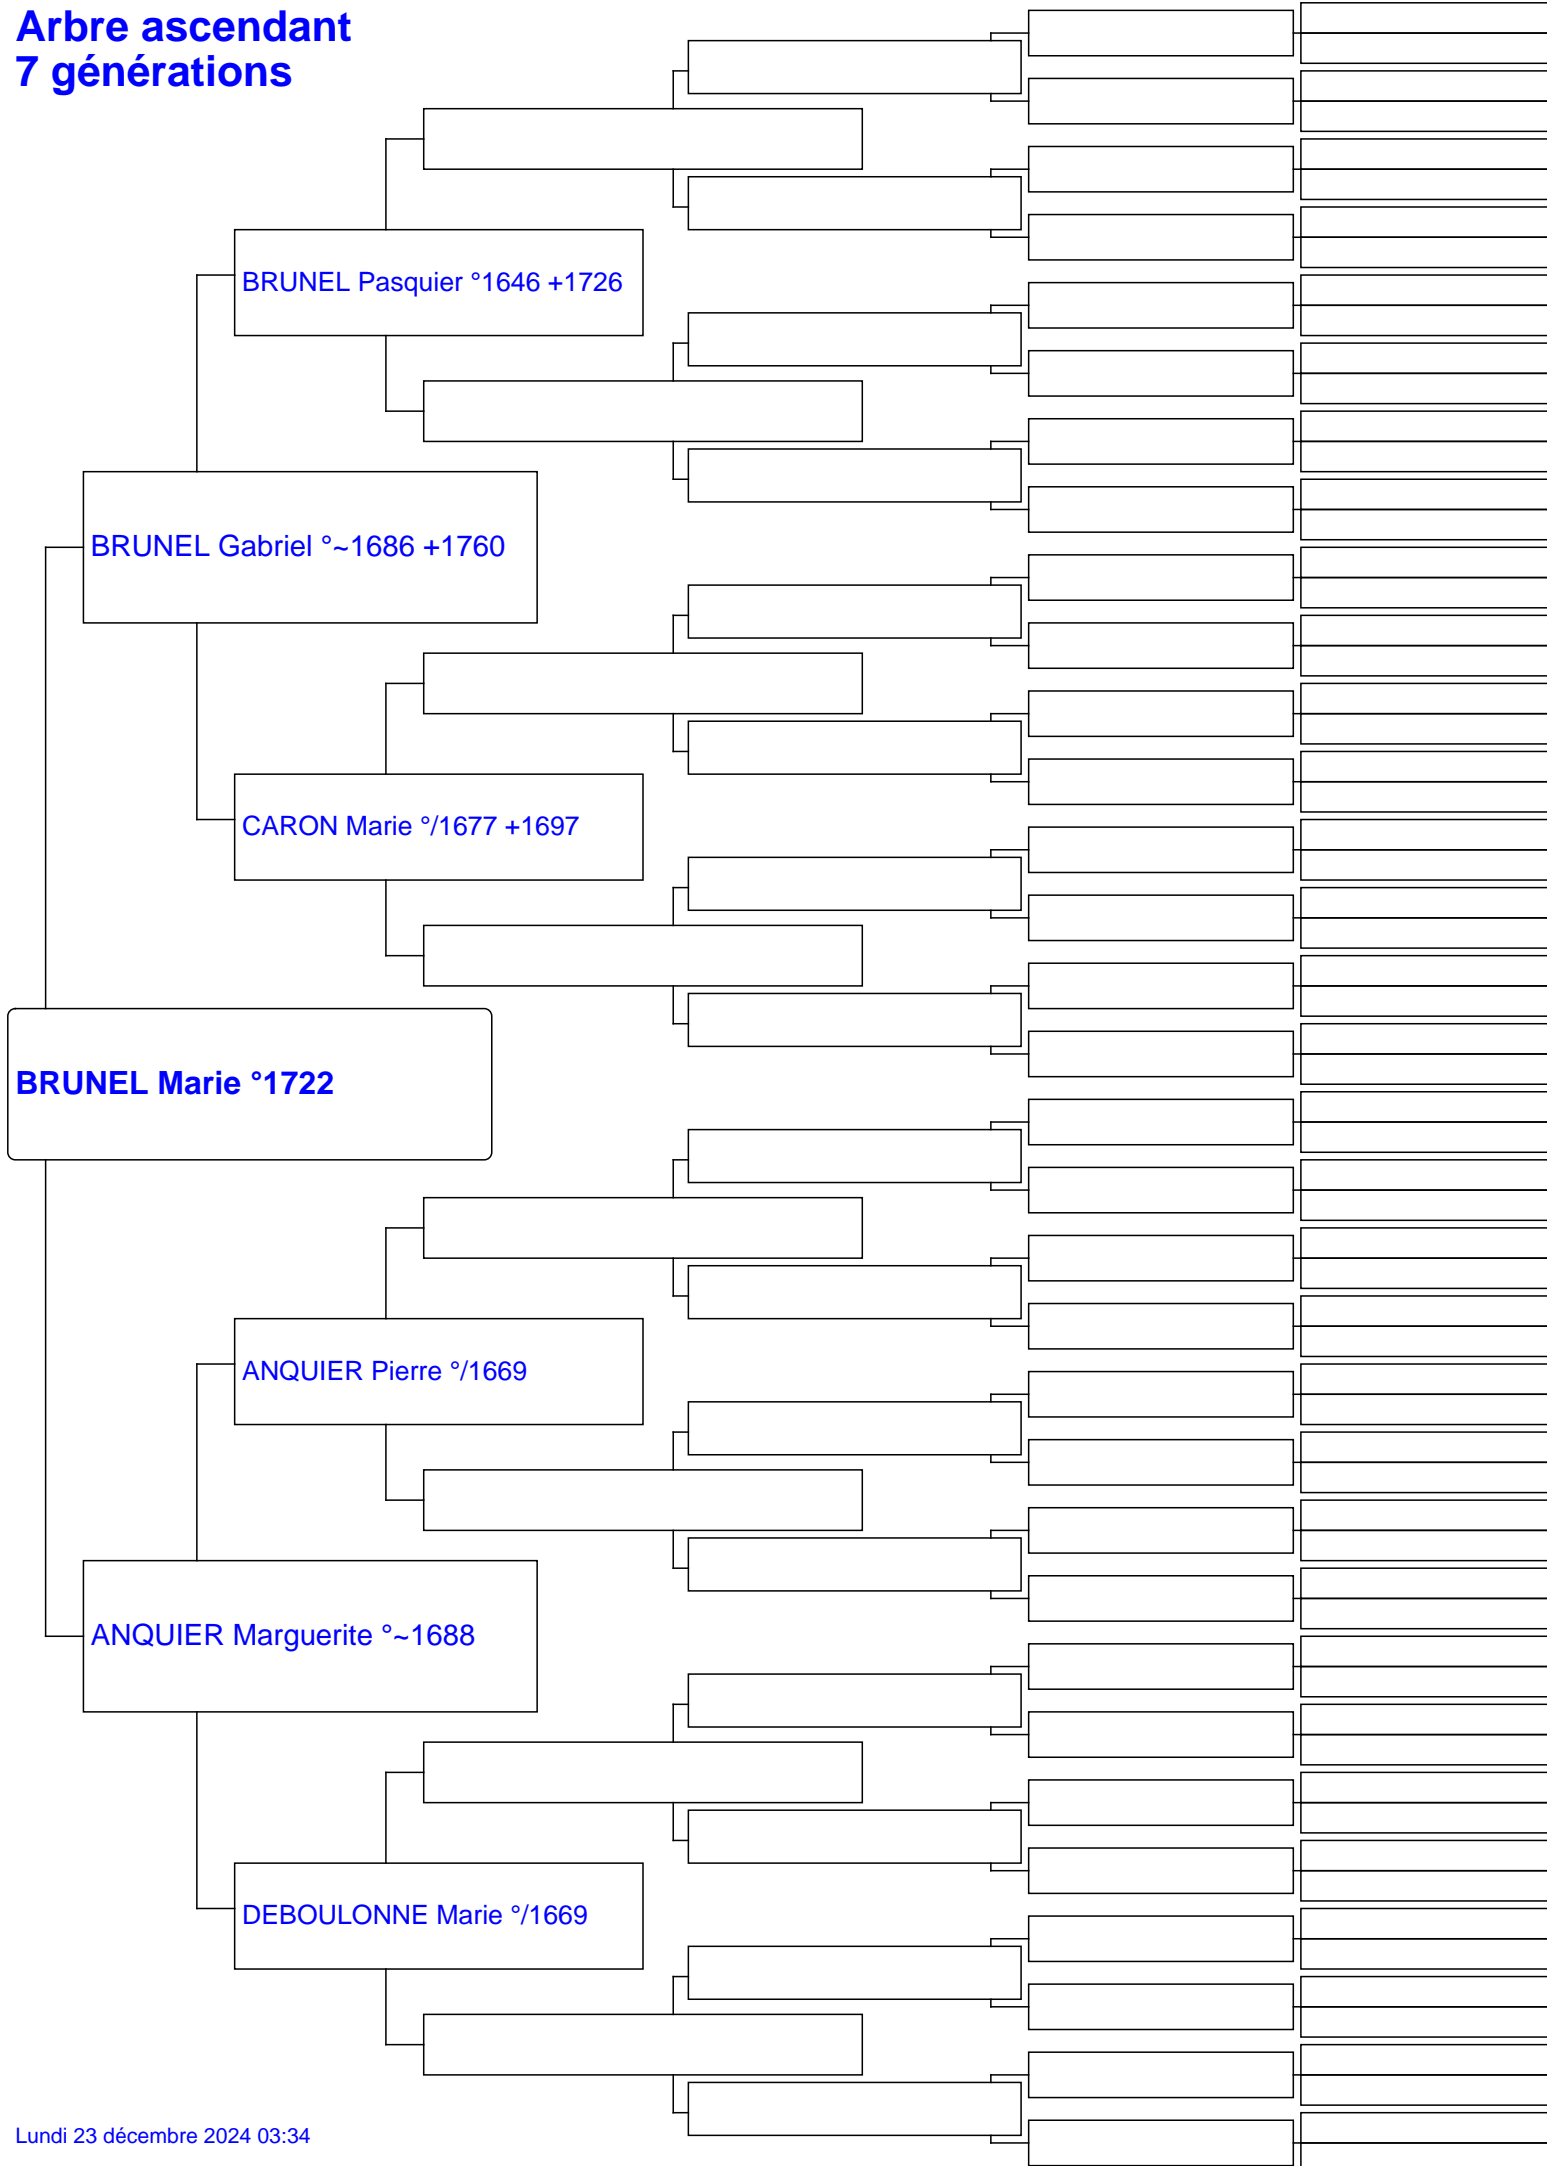 Arbre ascendant
7 générations
BRUNEL Pasquier °1646 +1726
BRUNEL Gabriel °~1686 +1760
CARON Marie °/1677 +1697
BRUNEL Marie °1722
ANQUIER Pierre °/1669
ANQUIER Marguerite °~1688
DEBOULONNE Marie °/1669
Lundi 23 décembre 2024 03:34